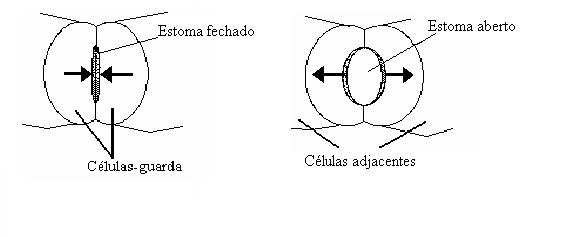 Estoma fechado
Células-guarda
Estoma aberto
Células adjacentes